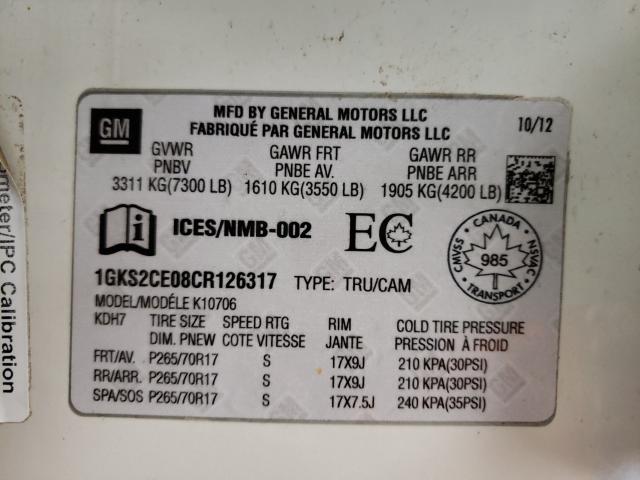 MFD BY GENERAL MOTORS LLC
FABRIQUÉ PAR GENERAL MOTORS LLC
10/12
GM
GVWR GAWR FRT GAWR RR
PNBV PNBE AV. PNBE ARR
3311 KG(7300 LB) 1610 KG(3550 LB) 1905 KG(4200 LB)
i ICES/NMB-002 EC
CANADA CMVSS 985 NSVAC TRANSPORT
1GKS2CE08CR126317 TYPE: TRU/CAM
MODEL/MODÉLE K10706
KDH7 TIRE SIZE SPEED RTG RIM COLD TIRE PRESSURE
DIM. PNEW COTE VITESSE JANTE PRESSION À FROID
FRT/AV. P265/70R17 S 17X9J 210 KPA(30PSI)
RR/ARR. P265/70R17 S 17X9J 210 KPA(30PSI)
SPA/SOS P265/70R17 S 17X7.5J 240 KPA(35PSI)
ameter/IPC Calibration